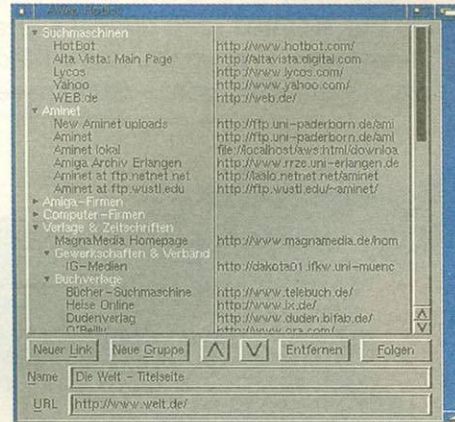 AWeb Hotlist
Suchmaschinen
HotBot http://www.hotbot.com/
Alta Vista: Main Page http://altavista.digital.com
Lycos http://www.lycos.com/
Yahoo http://www.yahoo.com/
WEB.de http://web.de/
Aminet
New Aminet uploads http://ftp.uni-paderborn.de/ami
Aminet http://ftp.uni-paderborn.de/aml
Aminet lokal file://localhost/aws:html/downloa
Amiga Archiv Erlangen http://www.rrze.uni-erlangen.de
Aminet at ftp.netnet.net http://laslo.netnet.net/aminet
Aminet at ftp.wustl.edu http://ftp.wustl.edu/~aminet/
Amiga-Firmen
Computer-Firmen
Verlage & Zeitschriften
MagnaMedia Homepage http://www.magnamedia.de/hom
Gewerkschaften & Verbänd
IG-Medien http://dakota01.ifkw.uni-muenc
Buchverlage
Bücher-Suchmaschine http://www.telebuch.de/
Heise Online http://www.ix.de/
Dudenverlag http://www.duden.bifab.de/
O'Reilly http://www.ora.com/
Neuer Link Neue Gruppe Entfernen Folgen
Name Die Welt - Titelseite
URL http://www.welt.de/